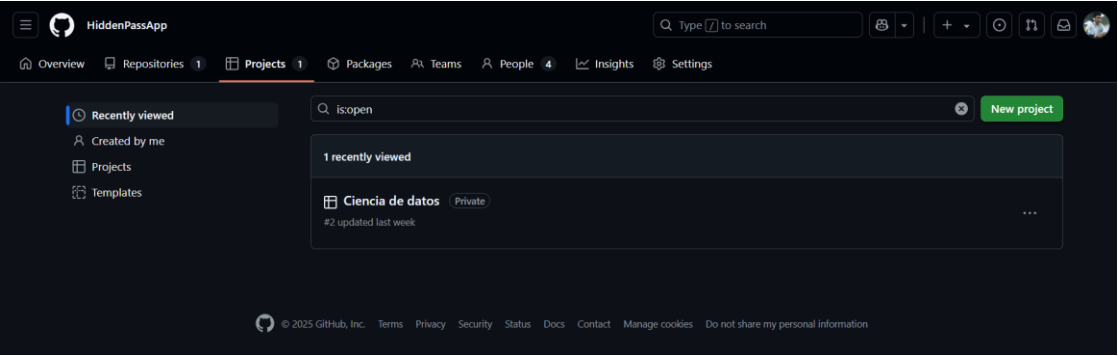 HiddenPassApp Type / to search
Overview Repositories 1 Projects 1 Packages Teams People 4 Insights Settings
Recently viewed
Created by me
Projects
Templates
is:open New project
1 recently viewed
Ciencia de datos Private
#2 updated last week
© 2025 GitHub, Inc. Terms Privacy Security Status Docs Contact Manage cookies Do not share my personal information